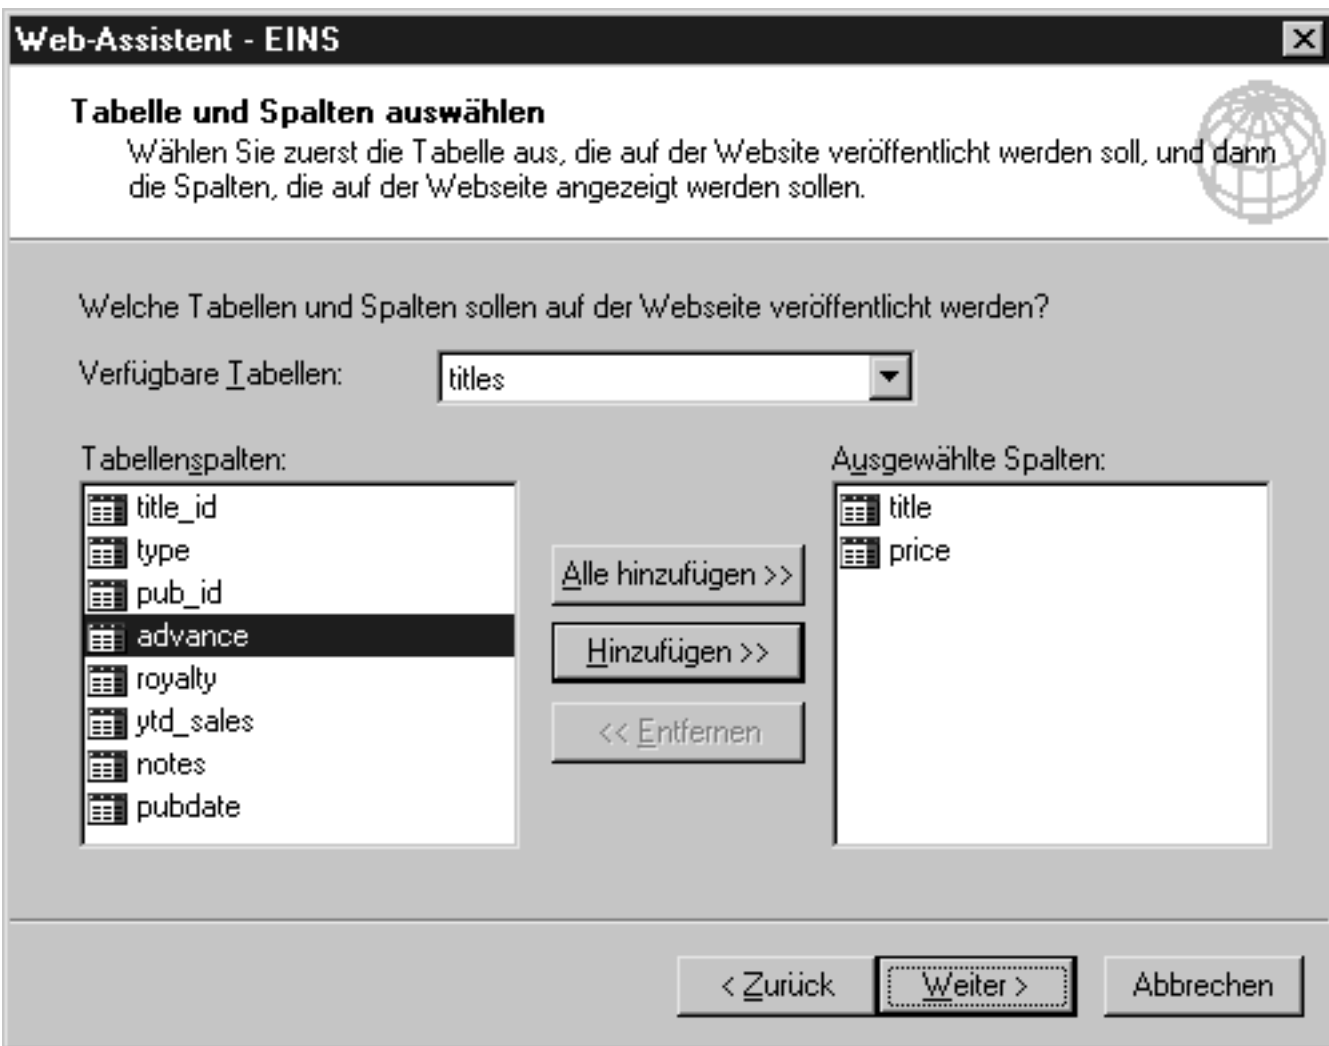 Web-Assistent - EINS
Tabelle und Spalten auswählen
Wählen Sie zuerst die Tabelle aus, die auf der Website veröffentlicht werden soll, und dann
die Spalten, die auf der Webseite angezeigt werden sollen.
Welche Tabellen und Spalten sollen auf der Webseite veröffentlicht werden?
Verfügbare Tabellen:
titles
Tabellenspalten:
title_id
type
pub_id
advance
royalty
ytd_sales
notes
pubdate
Alle hinzufügen >>
Hinzufügen >>
<< Entfernen
Ausgewählte Spalten:
title
price
< Zurück
Weiter >
Abbrechen